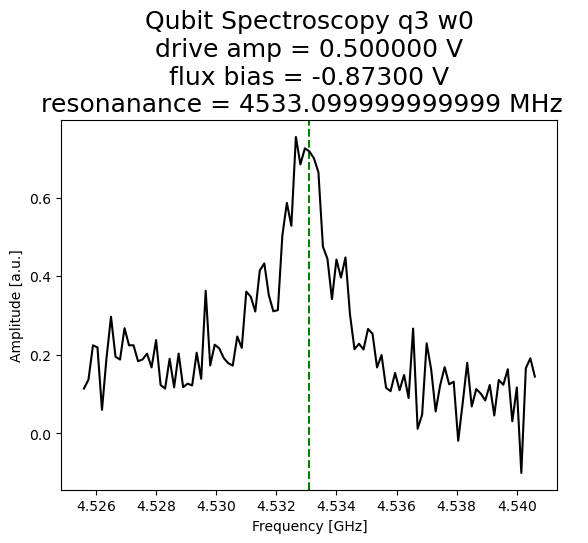 Qubit Spectroscopy q3 w0
drive amp = 0.500000 V
flux bias = -0.87300 V
resonanance = 4533.099999999999 MHz
Amplitude [a.u.]
0.6
0.4
0.2
0.0
4.526 4.528 4.530 4.532 4.534 4.536 4.538 4.540
Frequency [GHz]